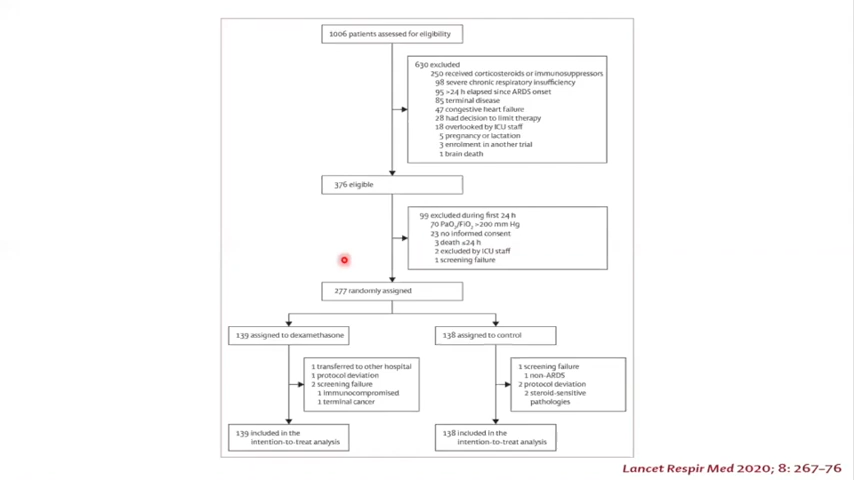 1006 patients assessed for eligibility
630 excluded
250 received corticosteroids or immunosuppressors
98 severe chronic respiratory insufficiency
95 >24 h elapsed since ARDS onset
85 terminal disease
47 congestive heart failure
28 had decision to limit therapy
18 overlooked by ICU staff
5 pregnancy or lactation
3 enrolment in another trial
1 brain death
376 eligible
99 excluded during first 24 h
70 PaO₂/FiO₂ >200 mm Hg
23 no informed consent
3 death ≤24 h
2 excluded by ICU staff
1 screening failure
277 randomly assigned
139 assigned to dexamethasone
1 transferred to other hospital
1 protocol deviation
2 screening failure
1 immunocompromised
1 terminal cancer
139 included in the
intention-to-treat analysis
138 assigned to control
1 screening failure
1 non-ARDS
2 protocol deviation
2 steroid-sensitive
pathologies
138 included in the
intention-to-treat analysis
Lancet Respir Med 2020; 8: 267–76